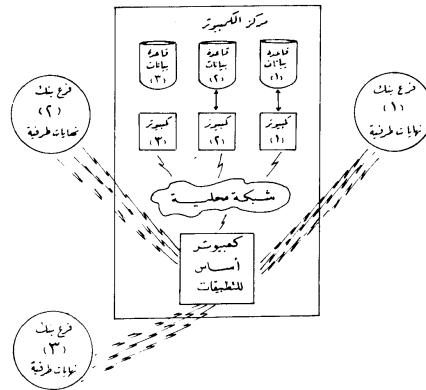 مركز الكمبيوتر
قاعدة
بيانات
(٣)
قاعدة
بيانات
(٢)
قاعدة
بيانات
(١)
فرع بنك
(٢)
نهايات طرفية
فرع بنك
(١)
نهايات طرفية
كمبيوتر
(٣)
كمبيوتر
(٢)
كمبيوتر
(١)
شبكة محلية
كمبيوتر
أساسى
للتطبيقات
فرع بنك
(٣)
نهايات طرفية